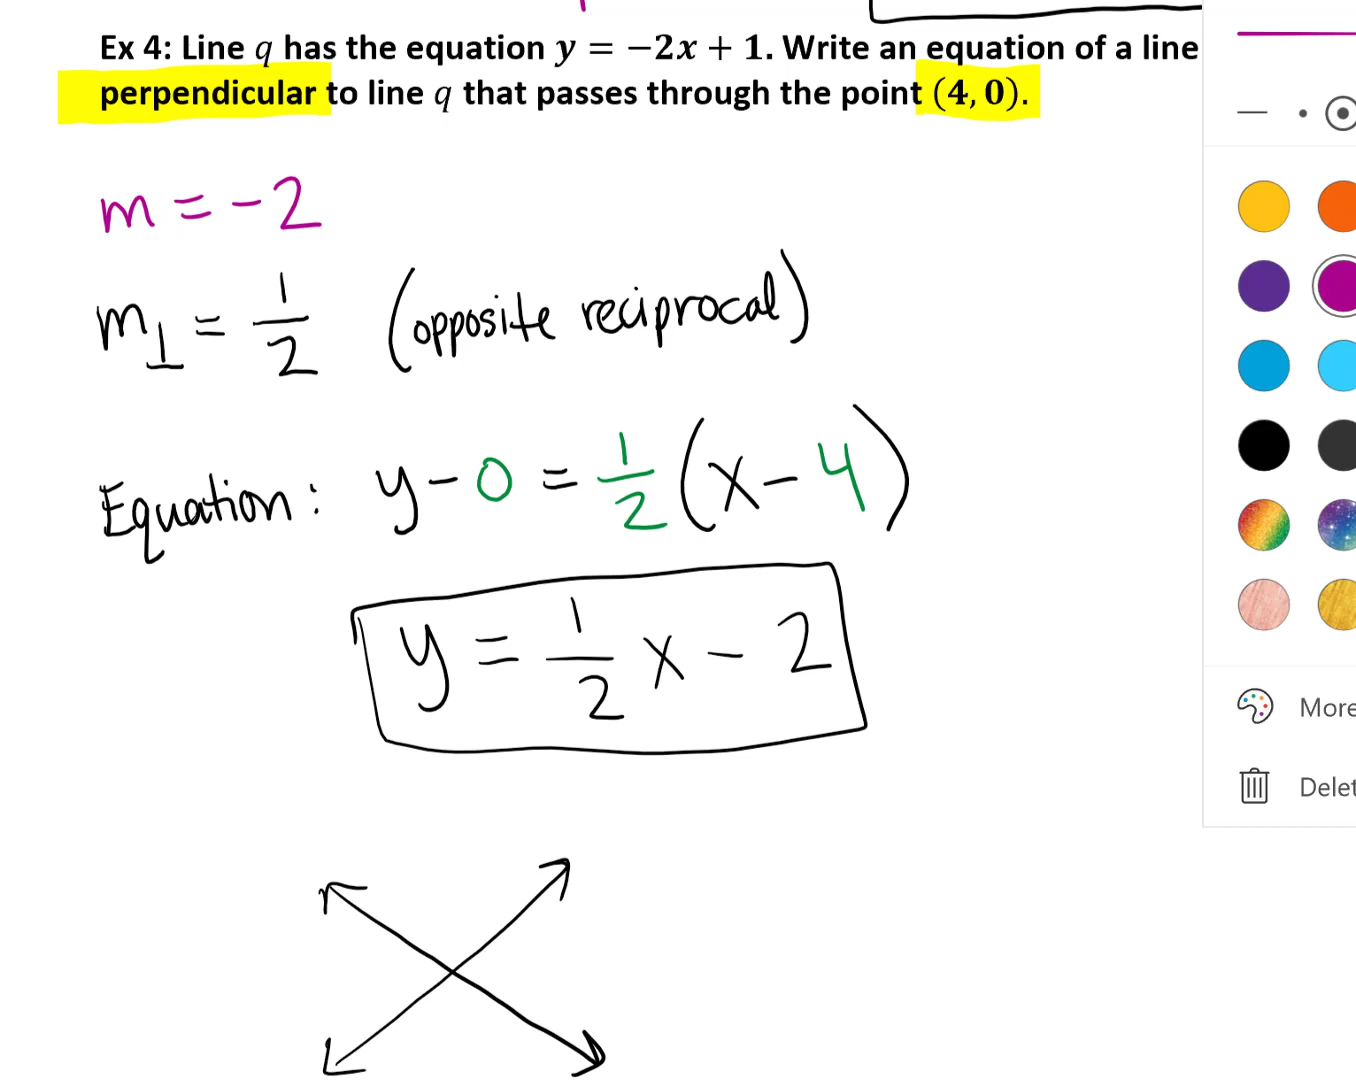 Ex 4: Line q has the equation y = −2x + 1. Write an equation of a line
perpendicular to line q that passes through the point (4, 0).
m = -2
m⊥ = 1/2 (opposite reciprocal)
Equation: y - 0 = 1/2 (x - 4)
y = 1/2 x - 2
More
Delet